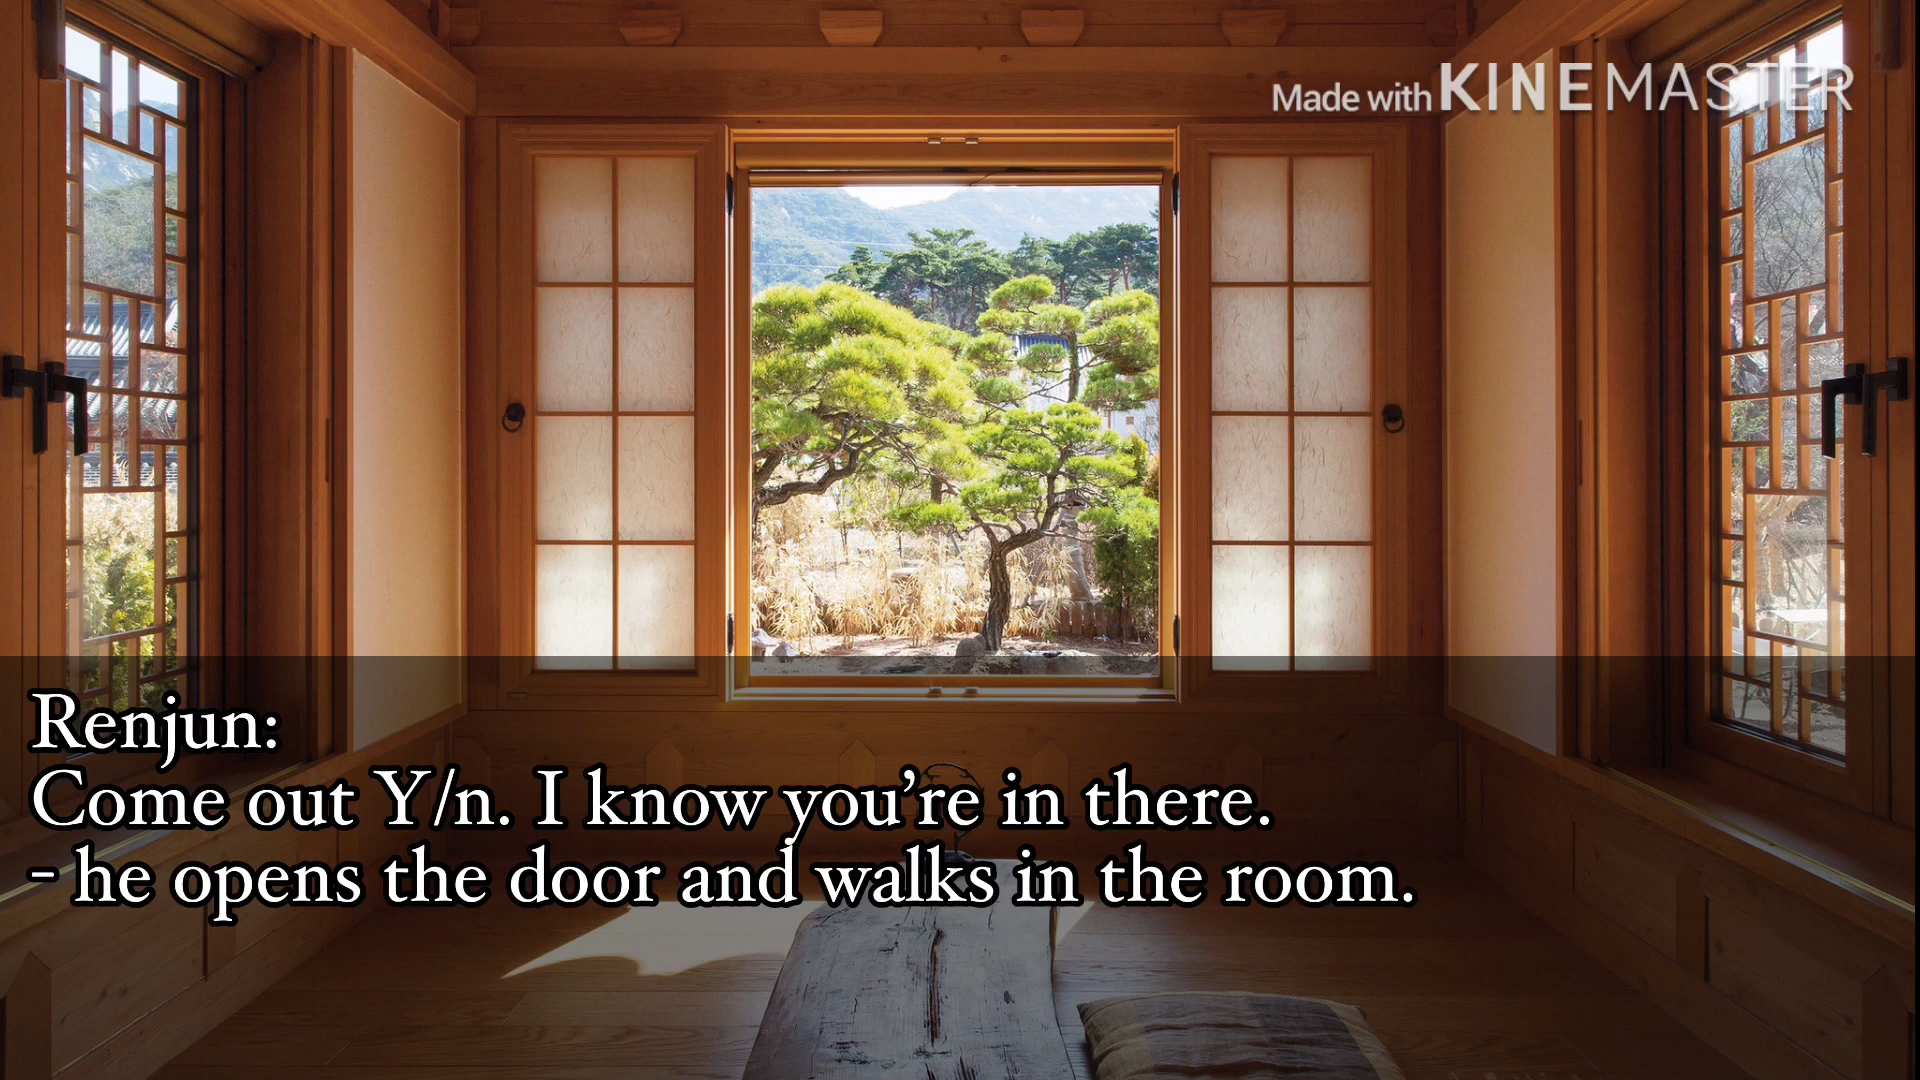 Made with KINEMASTER
Renjun:
Come out Y/n. I know you're in there.
- he opens the door and walks in the room.